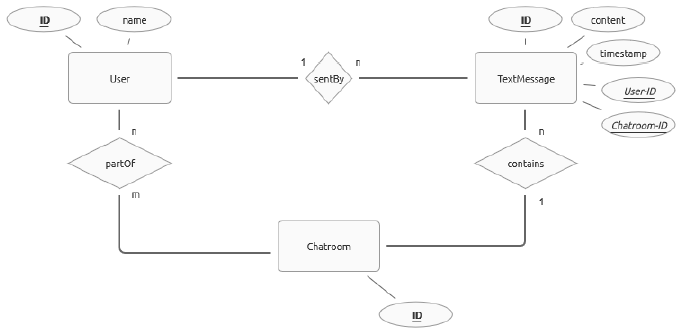 ID
name
ID
content
timestamp
User
1
sentBy
n
TextMessage
User-ID
Chatroom-ID
n
n
partOf
contains
m
1
Chatroom
ID